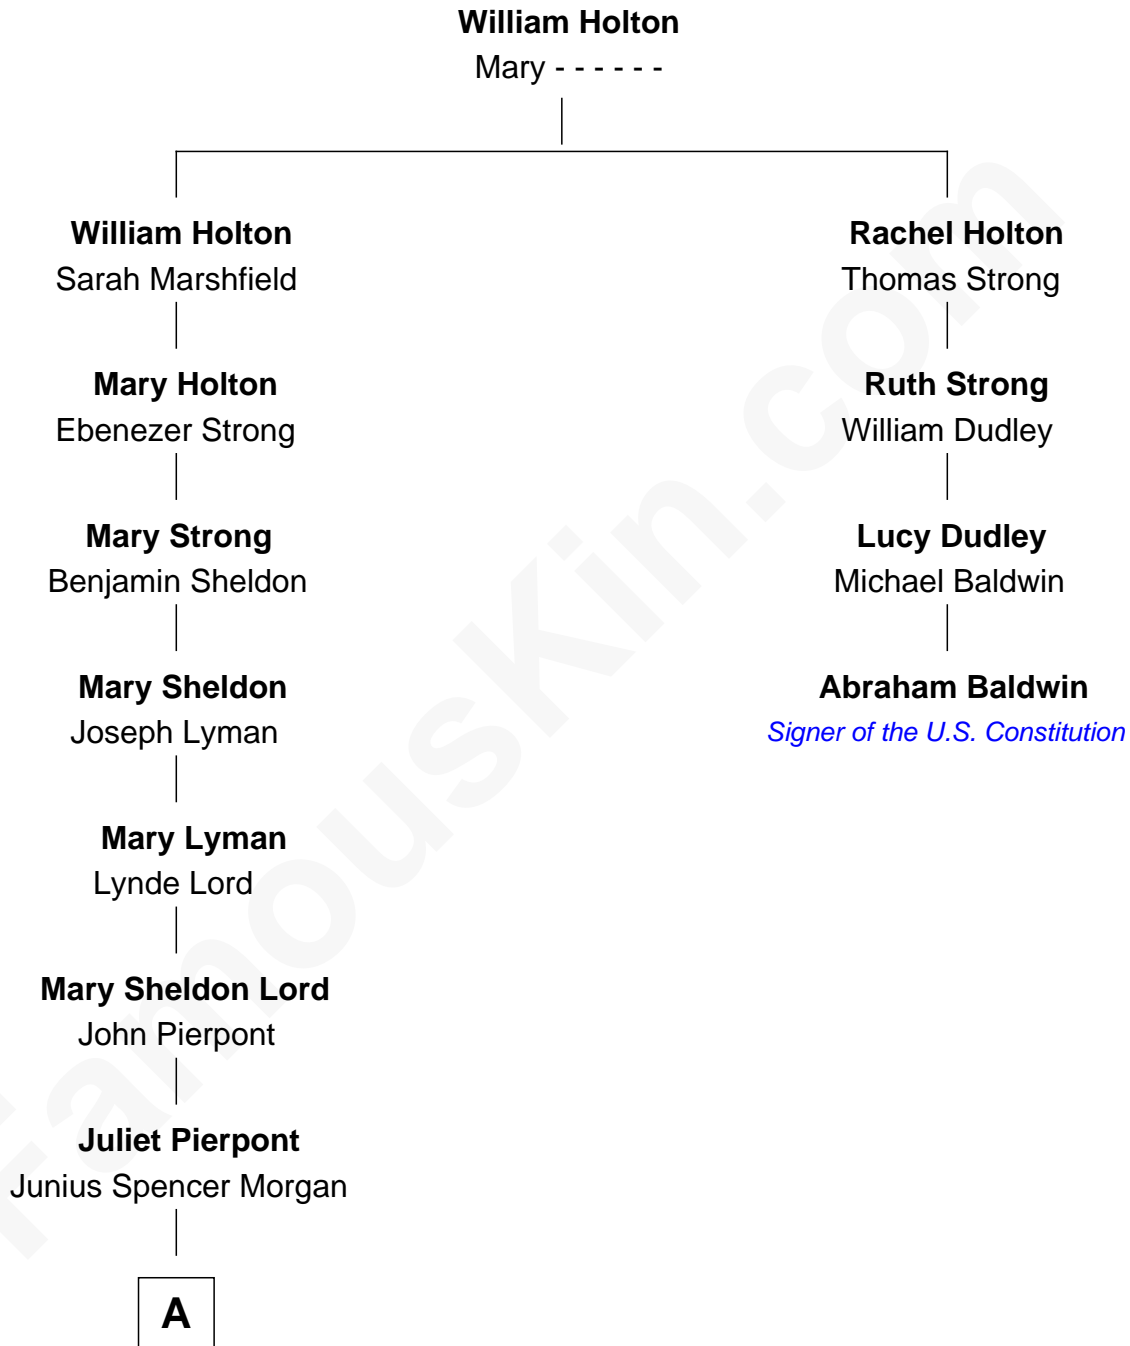 William Holton
Mary - - - - - -
William Holton
Sarah Marshfield
Rachel Holton
Thomas Strong
Mary Holton
Ebenezer Strong
Ruth Strong
William Dudley
Mary Strong
Benjamin Sheldon
Lucy Dudley
Michael Baldwin
Mary Sheldon
Joseph Lyman
Abraham Baldwin
Signer of the U.S. Constitution
Mary Lyman
Lynde Lord
Mary Sheldon Lord
John Pierpont
Juliet Pierpont
Junius Spencer Morgan
A
FamousKin.com